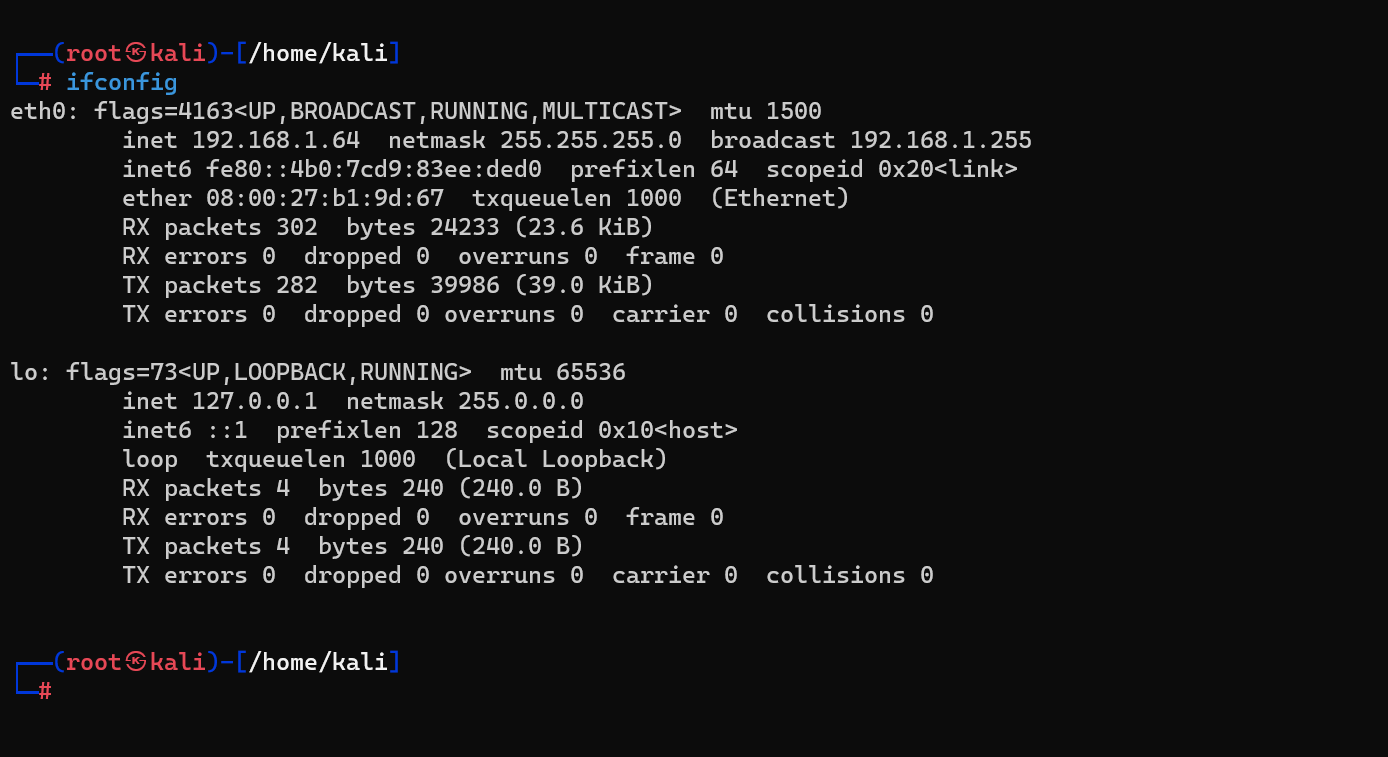 ┌──(root㉿kali)-[/home/kali]
└─# ifconfig
eth0: flags=4163<UP,BROADCAST,RUNNING,MULTICAST>  mtu 1500
        inet 192.168.1.64  netmask 255.255.255.0  broadcast 192.168.1.255
        inet6 fe80::4b0:7cd9:83ee:ded0  prefixlen 64  scopeid 0x20<link>
        ether 08:00:27:b1:9d:67  txqueuelen 1000  (Ethernet)
        RX packets 302  bytes 24233 (23.6 KiB)
        RX errors 0  dropped 0  overruns 0  frame 0
        TX packets 282  bytes 39986 (39.0 KiB)
        TX errors 0  dropped 0 overruns 0  carrier 0  collisions 0

lo: flags=73<UP,LOOPBACK,RUNNING>  mtu 65536
        inet 127.0.0.1  netmask 255.0.0.0
        inet6 ::1  prefixlen 128  scopeid 0x10<host>
        loop  txqueuelen 1000  (Local Loopback)
        RX packets 4  bytes 240 (240.0 B)
        RX errors 0  dropped 0  overruns 0  frame 0
        TX packets 4  bytes 240 (240.0 B)
        TX errors 0  dropped 0 overruns 0  carrier 0  collisions 0

┌──(root㉿kali)-[/home/kali]
└─#